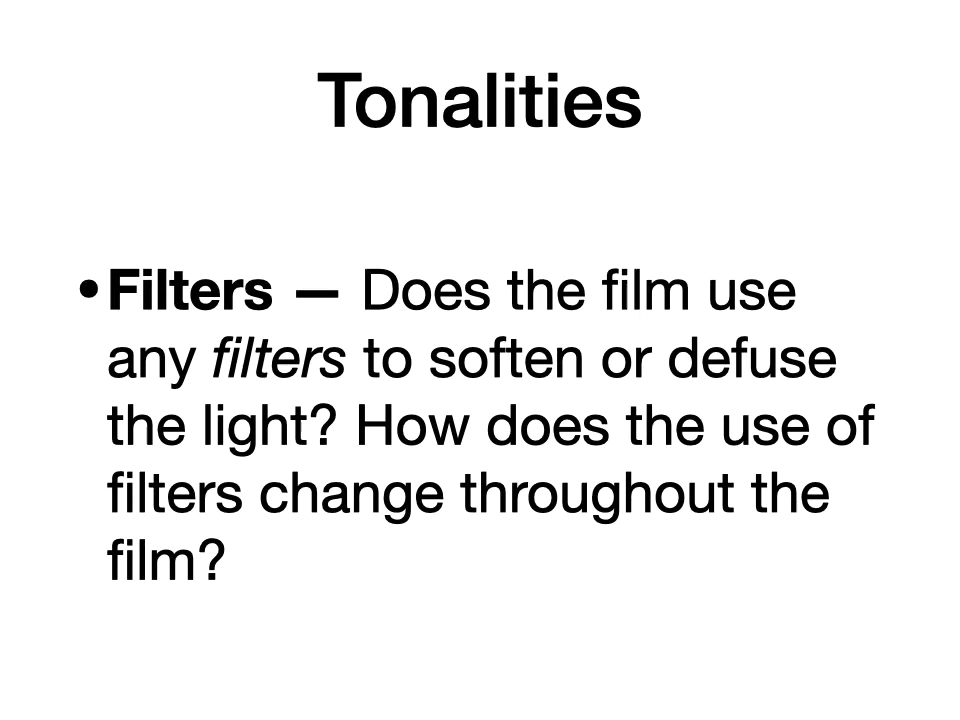 Tonalities
•Filters — Does the film use
any filters to soften or defuse
the light? How does the use of
filters change throughout the
film?